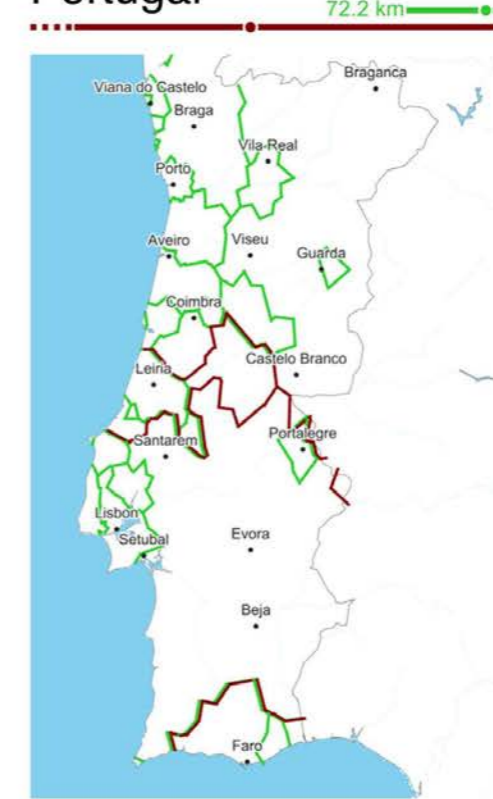 Portugal
72.2 km
Braganca
Viana do Castelo
Braga
Vila-Real
Porto
Aveiro
Viseu
Guarda
Coimbra
Castelo Branco
Leiria
Portalegre
Santarem
Lisbon
Evora
Setubal
Beja
Faro